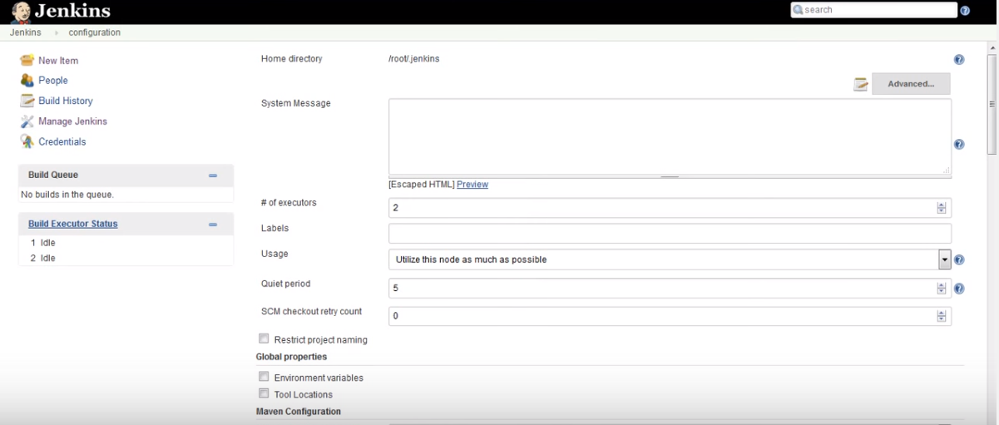 Jenkins
search
Jenkins configuration
New Item
People
Build History
Manage Jenkins
Credentials
Build Queue
No builds in the queue.
Build Executor Status
1 Idle
2 Idle
Home directory /root/.jenkins
Advanced...
System Message
[Escaped HTML] Preview
# of executors 2
Labels
Usage Utilize this node as much as possible
Quiet period 5
SCM checkout retry count 0
Restrict project naming
Global properties
Environment variables
Tool Locations
Maven Configuration